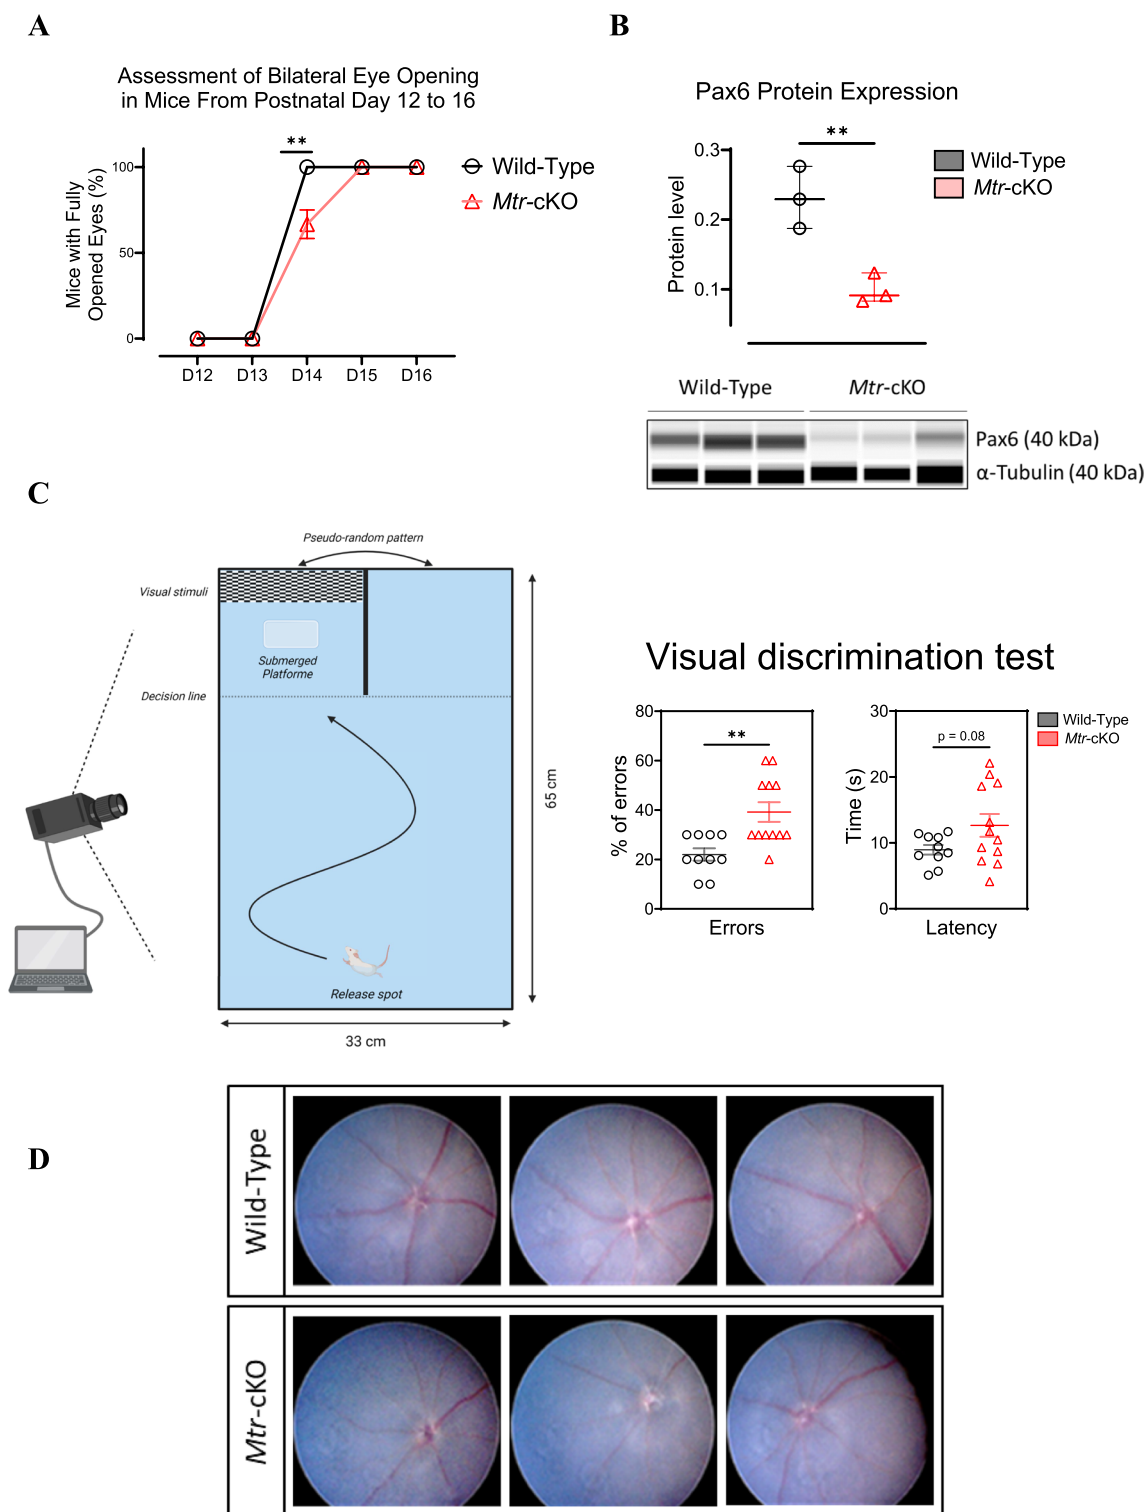 A
Assessment of Bilateral Eye Opening
in Mice From Postnatal Day 12 to 16
**
Mice with Fully
Opened Eyes (%)
100
50
0
D12 D13 D14 D15 D16
Wild-Type
Mtr-cKO
B
Pax6 Protein Expression
**
Protein level
0.3
0.2
0.1
Wild-Type
Mtr-cKO
Wild-Type Mtr-cKO
Pax6 (40 kDa)
α-Tubulin (40 kDa)
C
Pseudo-random pattern
Visual stimuli
Submerged
Platforme
Decision line
65 cm
Release spot
33 cm
Visual discrimination test
% of errors
80
60
40
20
0
**
Errors
Time (s)
30
20
10
0
p = 0.08
Latency
Wild-Type
Mtr-cKO
D
Wild-Type
Mtr-cKO